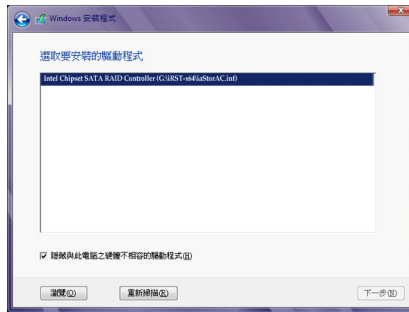 Windows 安裝程式
選取要安裝的驅動程式
Intel Chipset SATA RAID Controller (G:\iRST-x64\iaStorAC.inf)
隱藏與此電腦之硬體不相容的驅動程式(H)
瀏覽(O)
重新掃描(R)
下一步(N)